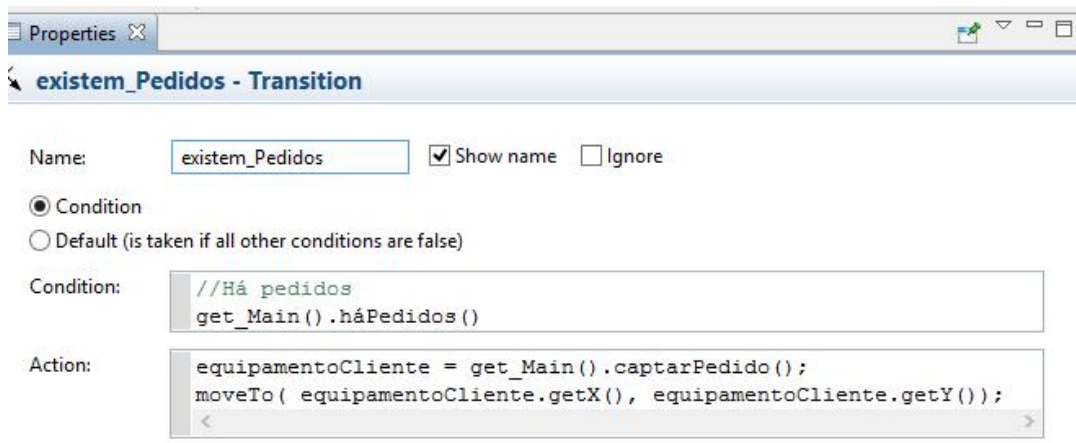 Properties
existem_Pedidos - Transition
Name: existem_Pedidos Show name Ignore
Condition
Default (is taken if all other conditions are false)
Condition: //Há pedidos
get_Main().háPedidos()
Action: equipamentoCliente = get_Main().captarPedido();
moveTo( equipamentoCliente.getX(), equipamentoCliente.getY());